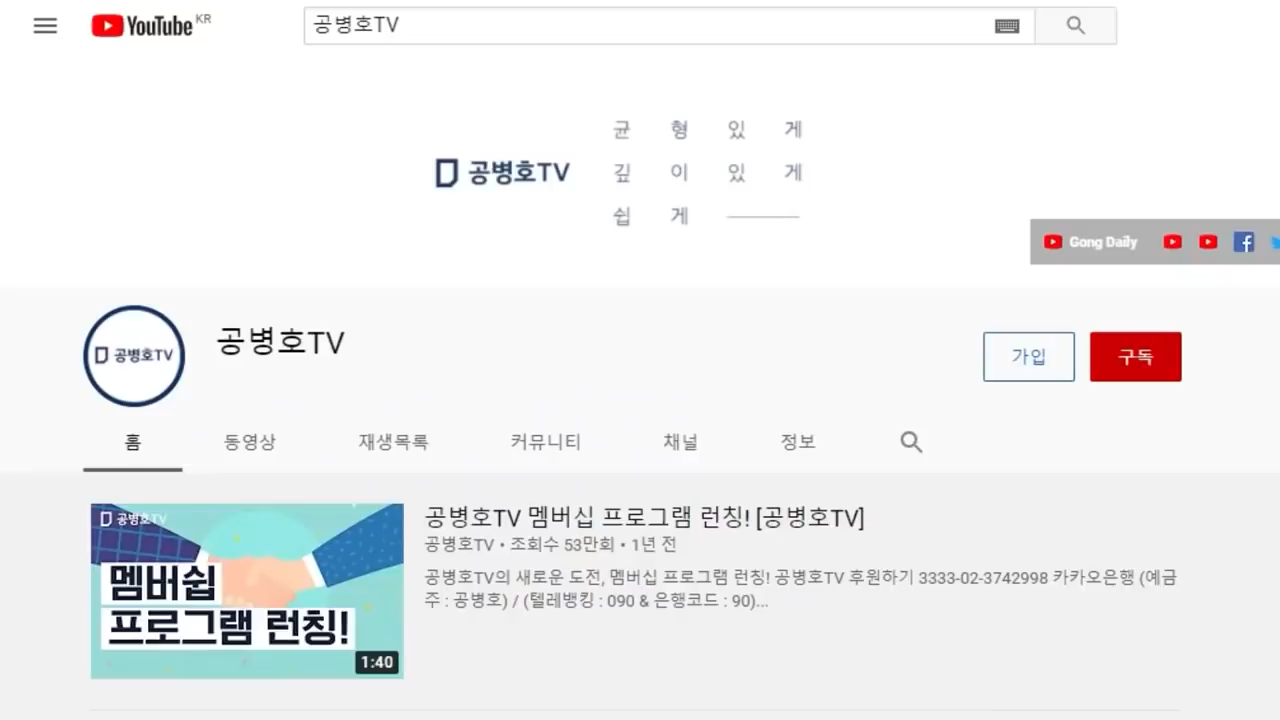 YouTube KR
공병호TV
균 형 있 게
공병호TV
깊 이 있 게
쉽 게
Gong Daily
공병호TV
공병호TV
가입
구독
홈
동영상
재생목록
커뮤니티
채널
정보
공병호TV
멤버쉽
프로그램 런칭!
1:40
공병호TV 멤버십 프로그램 런칭! [공병호TV]
공병호TV • 조회수 53만회 • 1년 전
공병호TV의 새로운 도전, 멤버십 프로그램 런칭! 공병호TV 후원하기 3333-02-3742998 카카오은행 (예금
주 : 공병호) / (텔레뱅킹 : 090 & 은행코드 : 90)...